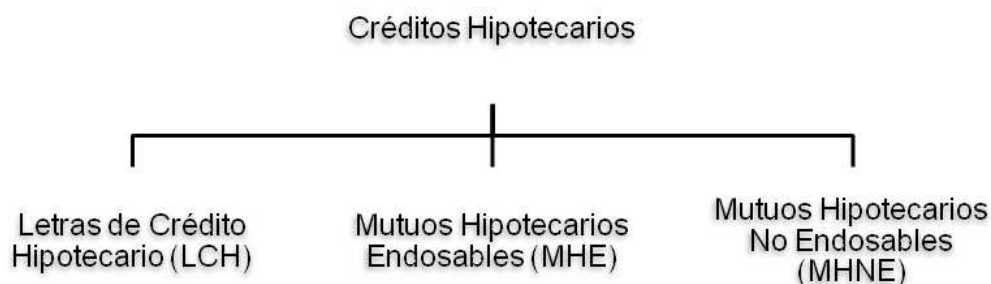 Créditos Hipotecarios
Letras de Crédito
Hipotecario (LCH)
Mutuos Hipotecarios
Endosables (MHE)
Mutuos Hipotecarios
No Endosables
(MHNE)